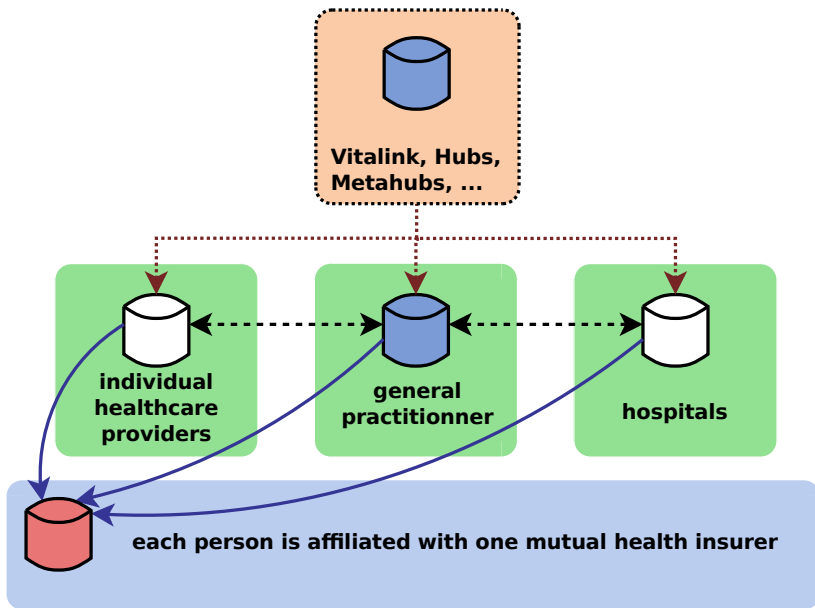 Vitalink, Hubs,
Metahubs, ...
individual
healthcare
providers
general
practitionner
hospitals
each person is affiliated with one mutual health insurer